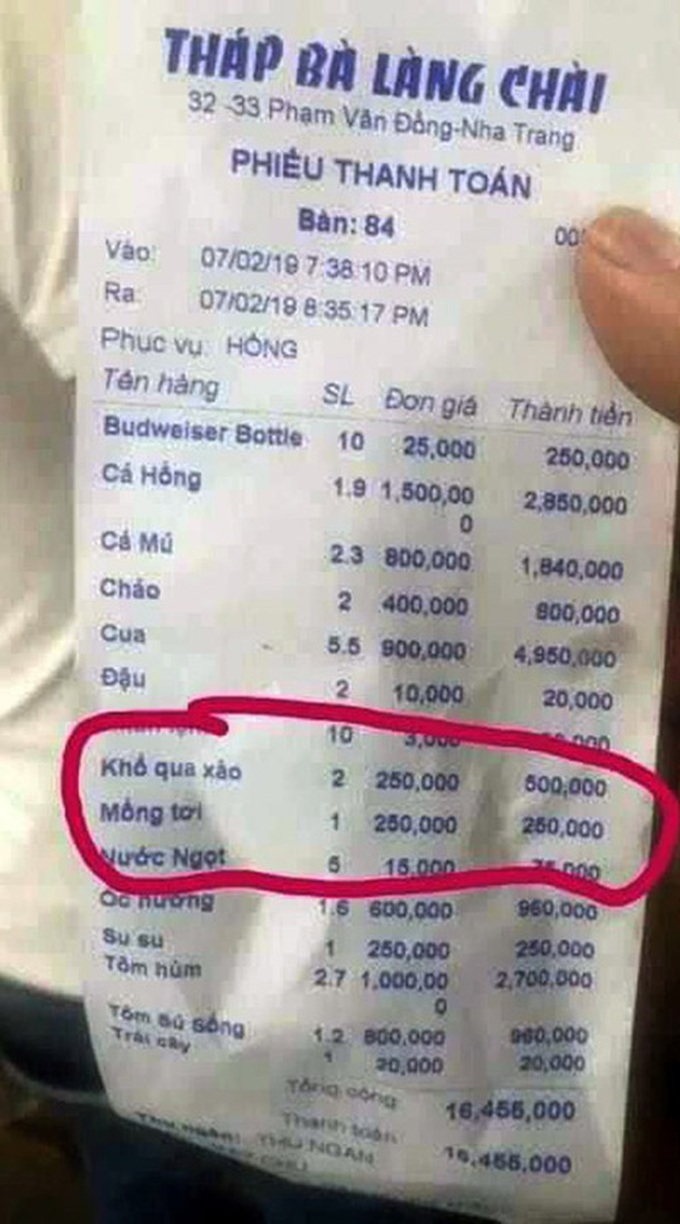 THÁP BÀ LÀNG CHÀI
32 -33 Phạm Văn Đồng-Nha Trang
PHIẾU THANH TOÁN
Bàn: 84 00
Vào: 07/02/19 7:38:10 PM
Ra: 07/02/19 8:35:17 PM
Phục vụ: HỒNG
Tên hàng SL Đơn giá Thành tiền
Budweiser Bottle 10 25,000 250,000
Cá Hồng 1.9 1,500,00 2,850,000
0
Cá Mú 2.3 800,000 1,840,000
Cháo 2 400,000 800,000
Cua 5.5 900,000 4,950,000
Đậu 2 10,000 20,000
10 3,000
Khổ qua xào 2 250,000 500,000
Mồng tơi 1 250,000 250,000
Nước Ngọt 5 15,000 75,000
Ốc hương 1.6 600,000 960,000
Su su 1 250,000 250,000
Tôm hùm 2.7 1,000,00 2,700,000
0
Tôm sú sống 1.2 800,000 960,000
Trái cây 1 20,000 20,000
Tổng cộng 16,455,000
Thanh toán 16,455,000
THU NGAN